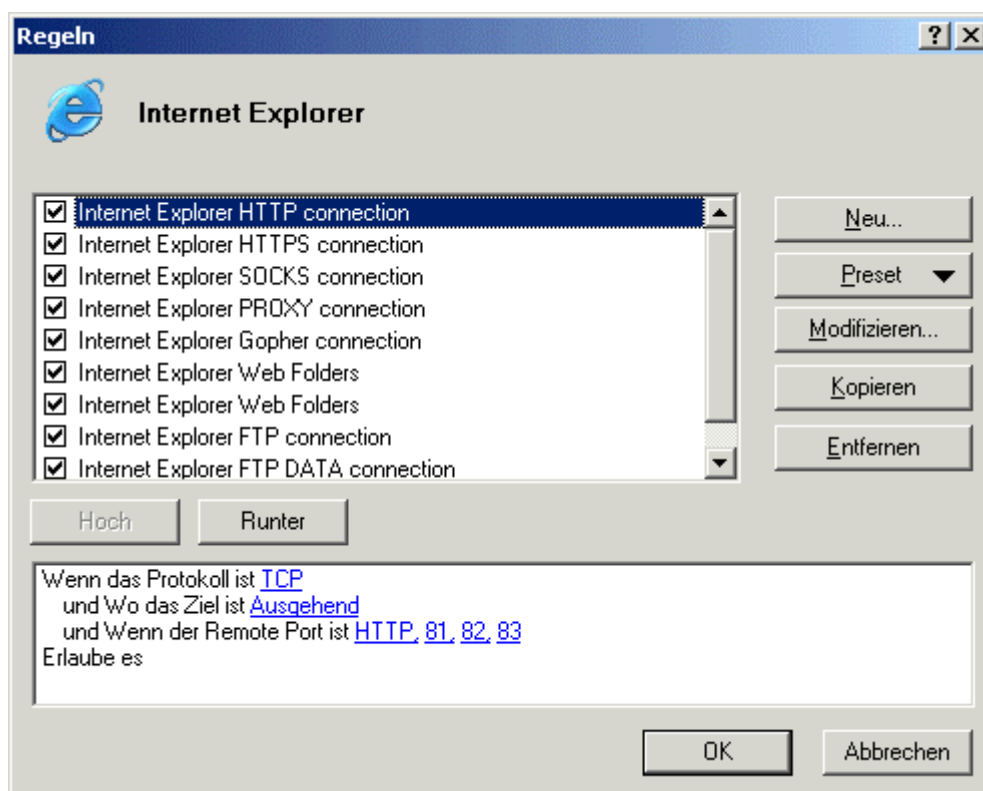 Regeln
Internet Explorer
Internet Explorer HTTP connection
Internet Explorer HTTPS connection
Internet Explorer SOCKS connection
Internet Explorer PROXY connection
Internet Explorer Gopher connection
Internet Explorer Web Folders
Internet Explorer Web Folders
Internet Explorer FTP connection
Internet Explorer FTP DATA connection
Neu...
Preset
Modifizieren...
Kopieren
Entfernen
Hoch
Runter
Wenn das Protokoll ist TCP
und Wo das Ziel ist Ausgehend
und Wenn der Remote Port ist HTTP, 81, 82, 83
Erlaube es
OK
Abbrechen